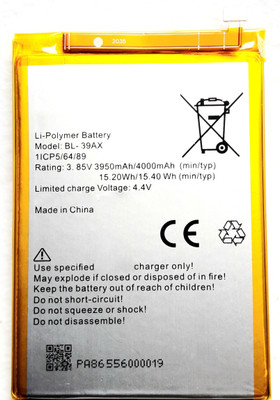 3S36
Li-Polymer Battery
Model: BL- 39AX
1ICP5/64/89
Rating: 3. 85V 3950mAh/4000mAh (min/typ)
15.20Wh/15.40 Wh (min/typ)
Limited charge Voltage: 4.4V
Made in China
CE
Use specified charger only!
May explode if closed or disposed of in fire!
Keep the battery out of reach of children!
Do not short-circuit!
Do not squeeze or shock!
Do not disassemble!
PA86556000019